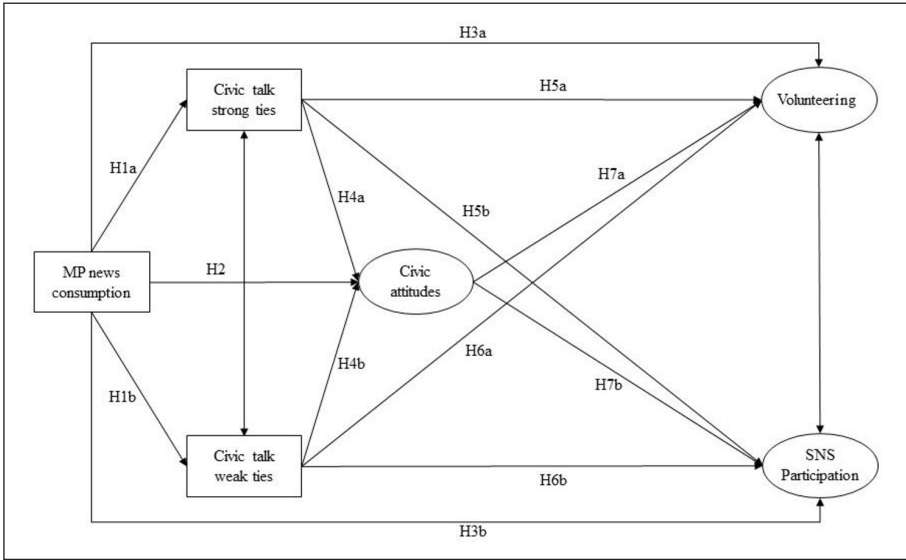 H3a
Civic talk
strong ties
H5a
Volunteering
H1a
H7a
H4a
H5b
MP news
consumption
H2
Civic
attitudes
H4b
H6a
H7b
H1b
Civic talk
weak ties
H6b
SNS
Participation
H3b